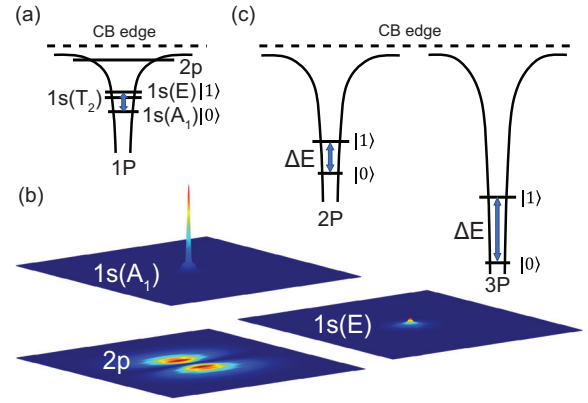 (a)
CB edge
2p
1s(T₂)
1s(E)|1⟩
1s(A₁)|0⟩
1P
(b)
1s(A₁)
2p
1s(E)
(c)
CB edge
|1⟩
ΔE
|0⟩
2P
|1⟩
ΔE
|0⟩
3P